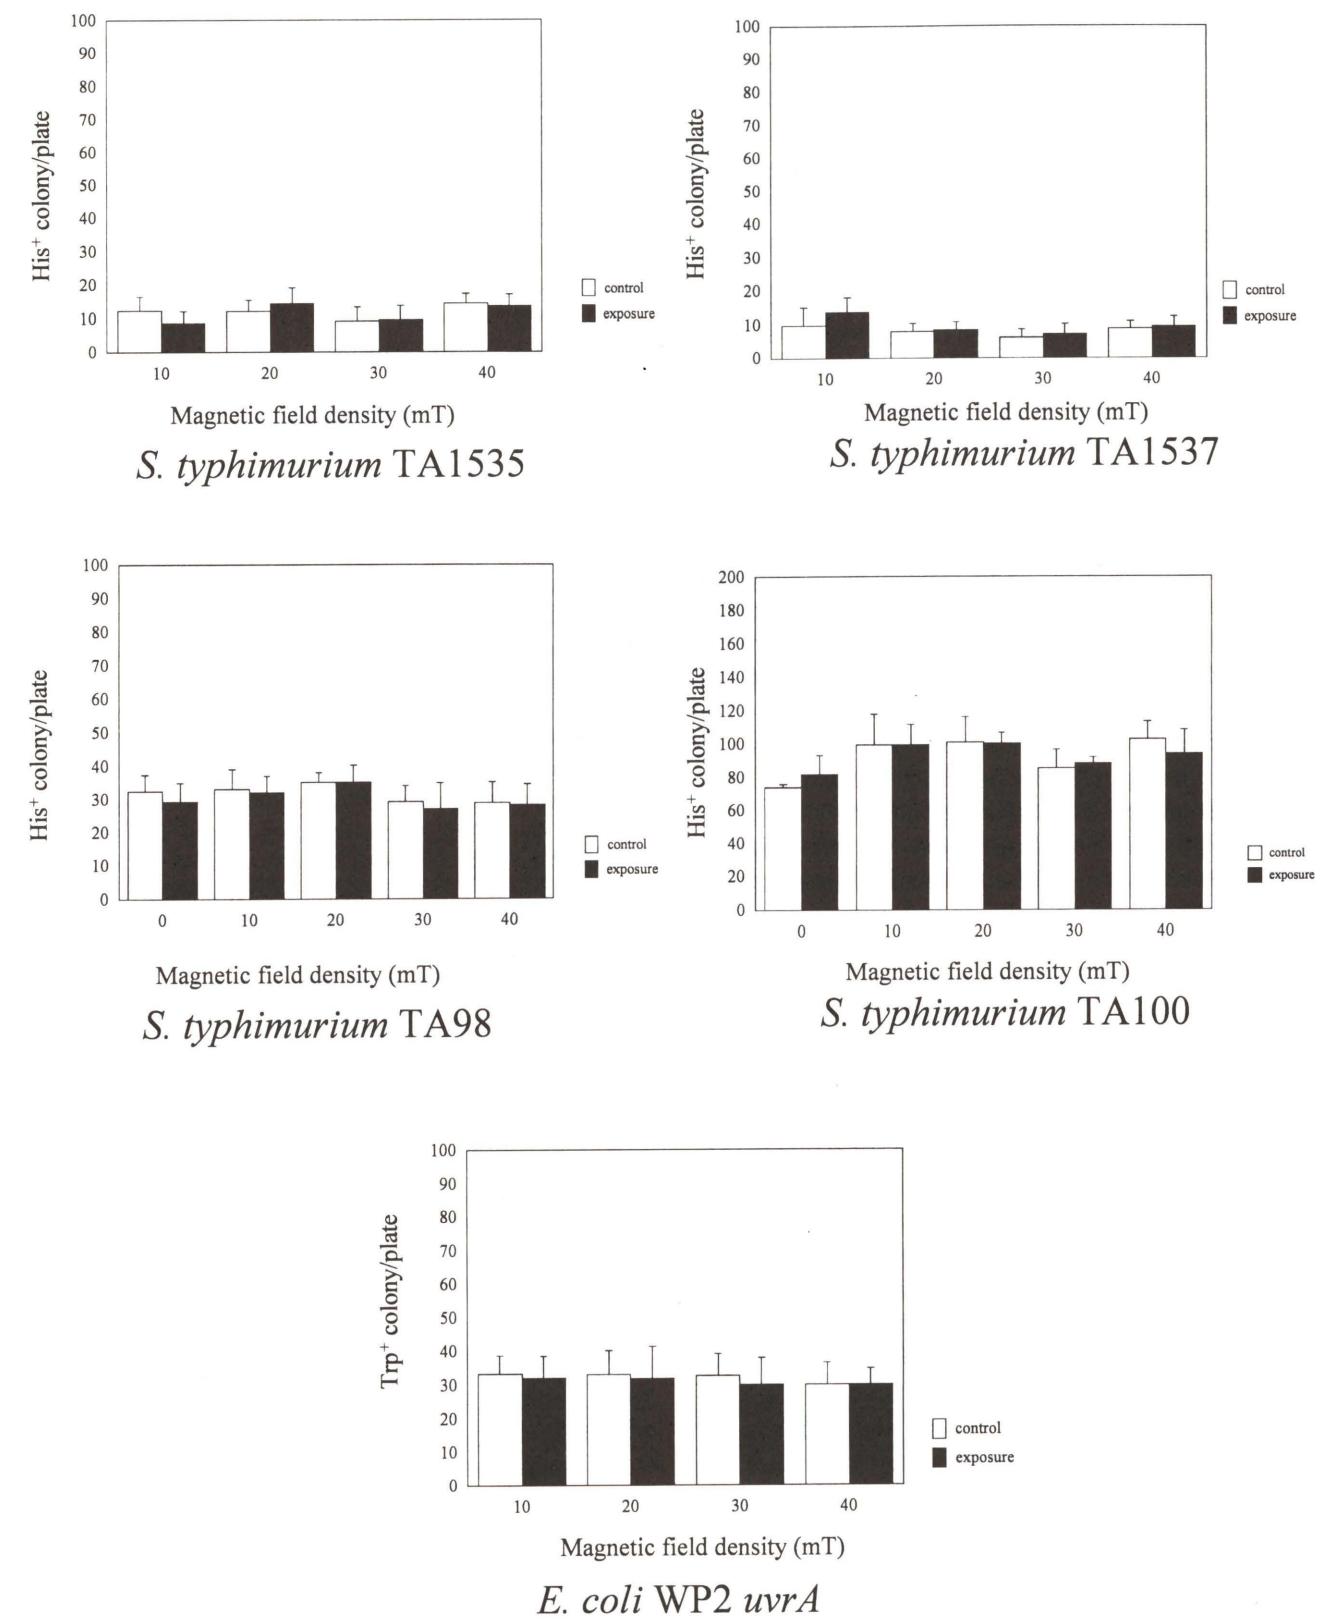 100
90
80
70
60
50
40
30
20
10
0
His⁺ colony/plate
10 20 30 40
Magnetic field density (mT)
control
exposure
S. typhimurium TA1535
100
90
80
70
60
50
40
30
20
10
0
His⁺ colony/plate
10 20 30 40
Magnetic field density (mT)
control
exposure
S. typhimurium TA1537
100
90
80
70
60
50
40
30
20
10
0
His⁺ colony/plate
0 10 20 30 40
Magnetic field density (mT)
control
exposure
S. typhimurium TA98
200
180
160
140
120
100
80
60
40
20
0
His⁺ colony/plate
0 10 20 30 40
Magnetic field density (mT)
control
exposure
S. typhimurium TA100
100
90
80
70
60
50
40
30
20
10
0
Trp⁺ colony/plate
10 20 30 40
Magnetic field density (mT)
control
exposure
E. coli WP2 uvrA